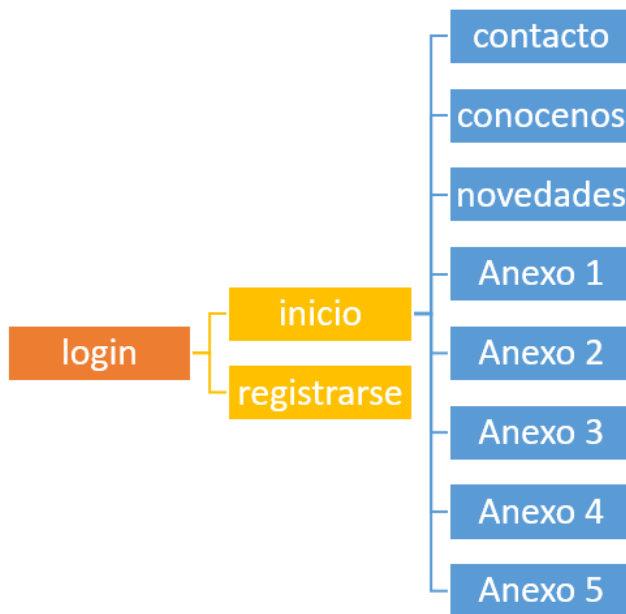 login
inicio
registrarse
contacto
conocenos
novedades
Anexo 1
Anexo 2
Anexo 3
Anexo 4
Anexo 5